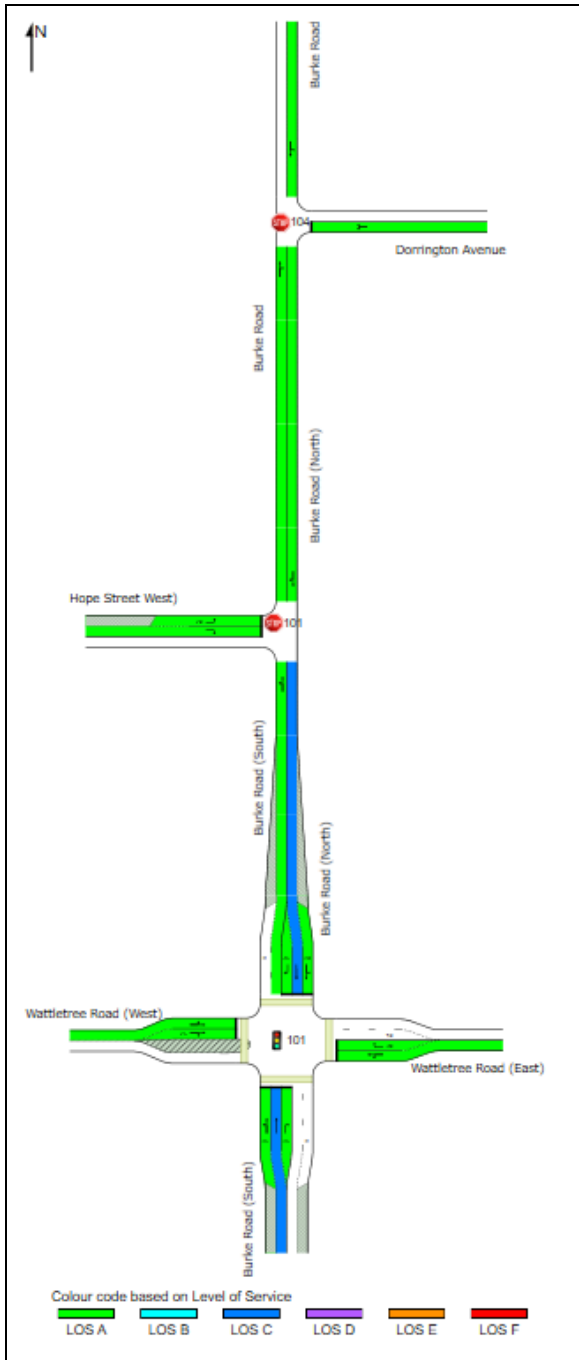 N
Burke Road
STOP 104
Dorrington Avenue
Burke Road
Burke Road (North)
Hope Street West)
STOP 101
Burke Road (South)
Burke Road (North)
Wattletree Road (West)
101
Wattletree Road (East)
Burke Road (South)
Colour code based on Level of Service
LOS A LOS B LOS C LOS D LOS E LOS F